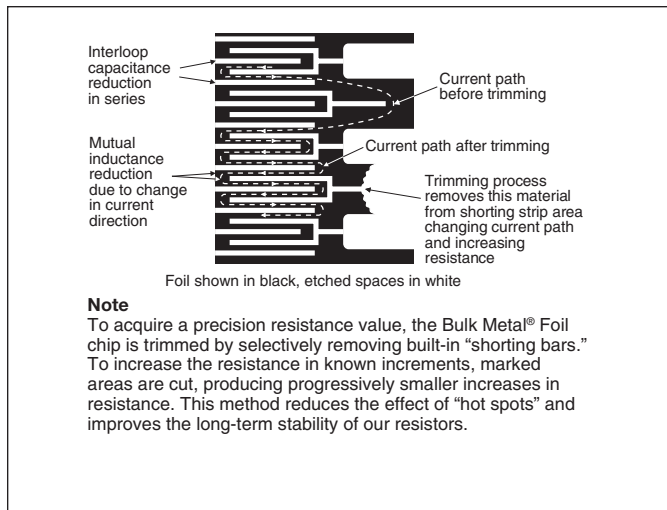 Interloop
capacitance
reduction
in series
Current path
before trimming
Mutual
inductance
reduction
due to change
in current
direction
Current path after trimming
Trimming process
removes this material
from shorting strip area
changing current path
and increasing
resistance
Foil shown in black, etched spaces in white
Note
To acquire a precision resistance value, the Bulk Metal® Foil
chip is trimmed by selectively removing built-in “shorting bars.”
To increase the resistance in known increments, marked
areas are cut, producing progressively smaller increases in
resistance. This method reduces the effect of “hot spots” and
improves the long-term stability of our resistors.